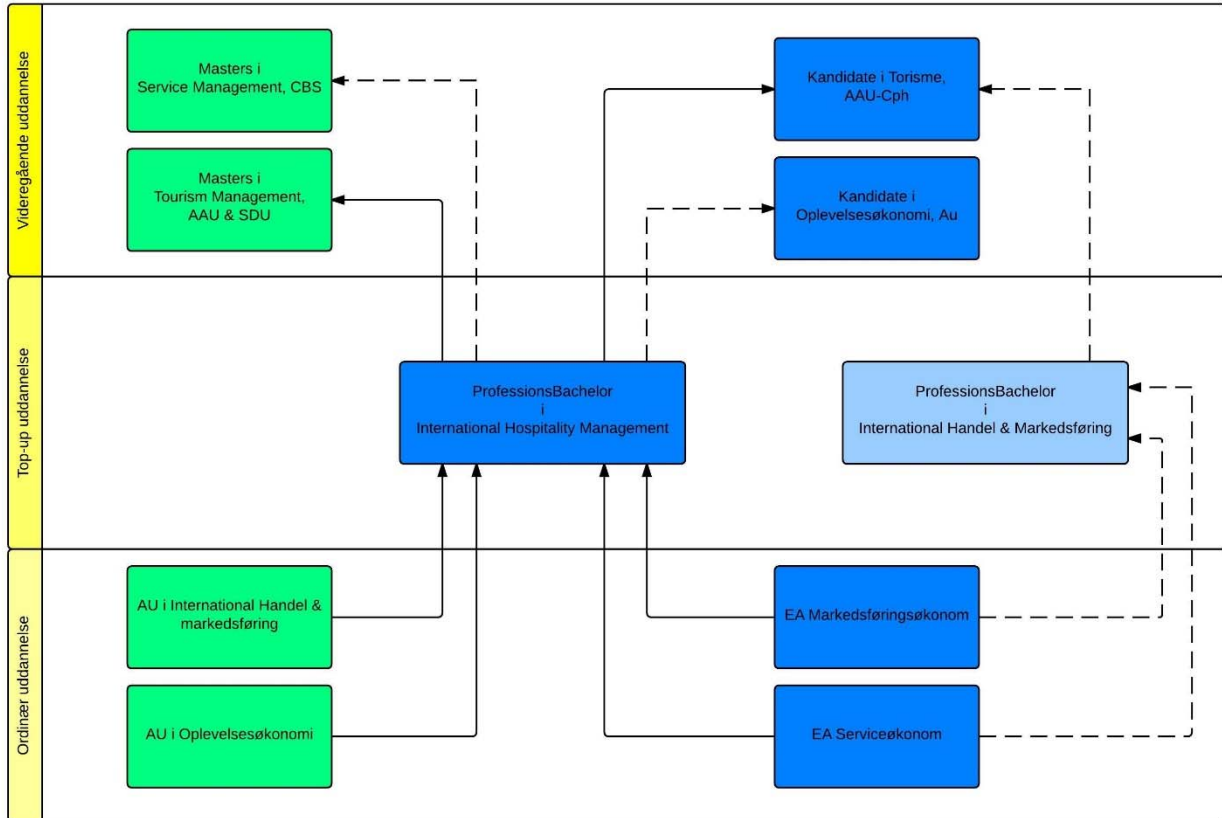 Videregående uddannelse
Masters i
Service Management, CBS
Kandidate i Torisme,
AAU-Cph
Masters i
Tourism Management,
AAU & SDU
Kandidate i
Oplevelsesøkonomi, Au
Top-up uddannelse
ProfessionsBachelor
i
International Hospitality Management
ProfessionsBachelor
i
International Handel & Markedsføring
Ordinær uddannelse
AU i International Handel &
markedsføring
EA Markedsføringsøkonom
AU i Oplevelsesøkonomi
EA Serviceøkonom